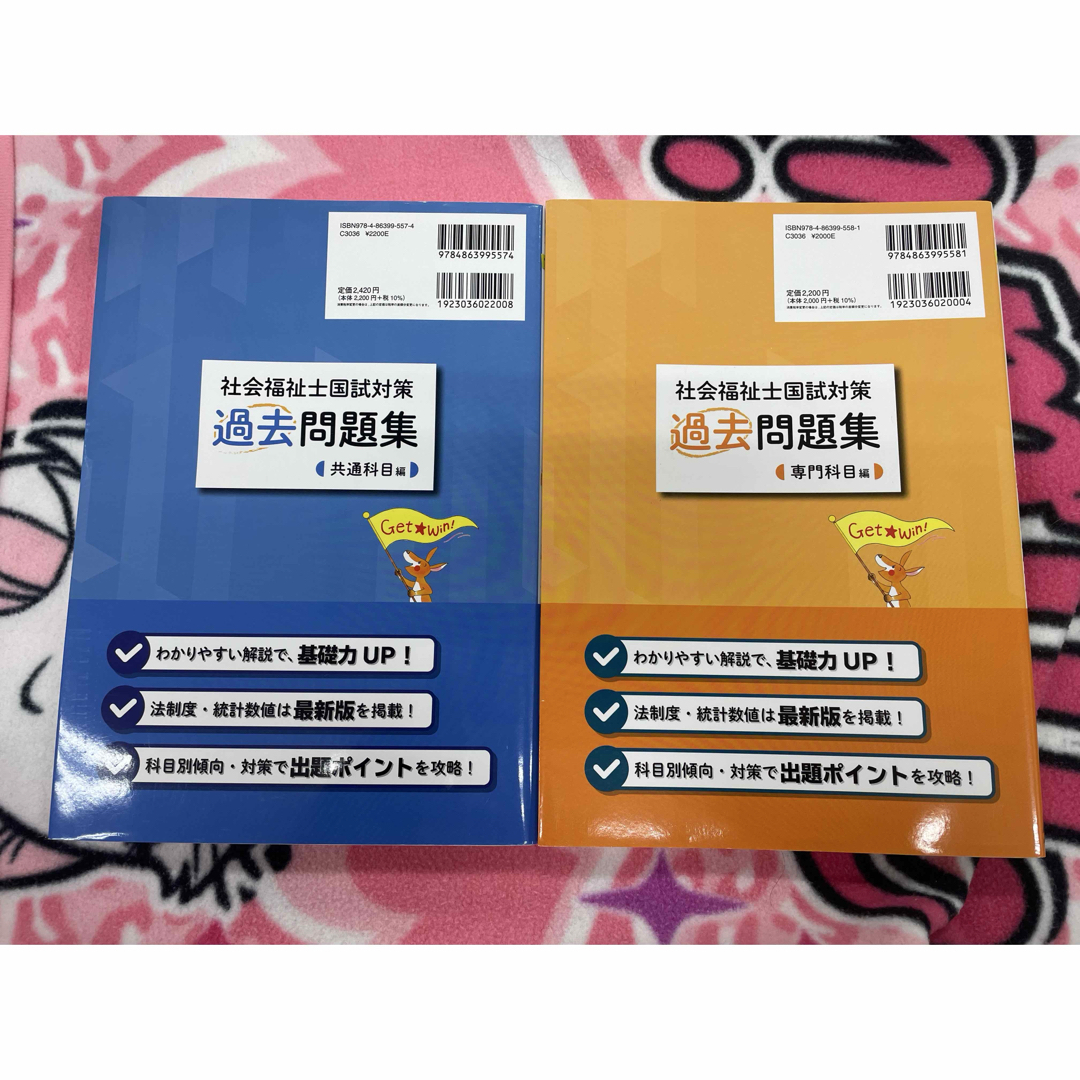 ISBN978-4-86399-557-4
C3036 ¥2200E
9784863995574
定価2,420円
(本体2,200円+税10%)
1923036022008
社会福祉士国試対策
過去問題集
共通科目編
Get★Win!
わかりやすい解説で、基礎力UP!
法制度・統計数値は最新版を掲載!
科目別傾向・対策で出題ポイントを攻略!
ISBN978-4-86399-558-1
C3036 ¥2000E
9784863995581
定価2,200円
(本体2,000円+税10%)
1923036020004
社会福祉士国試対策
過去問題集
専門科目編
Get★Win!
わかりやすい解説で、基礎力UP!
法制度・統計数値は最新版を掲載!
科目別傾向・対策で出題ポイントを攻略!